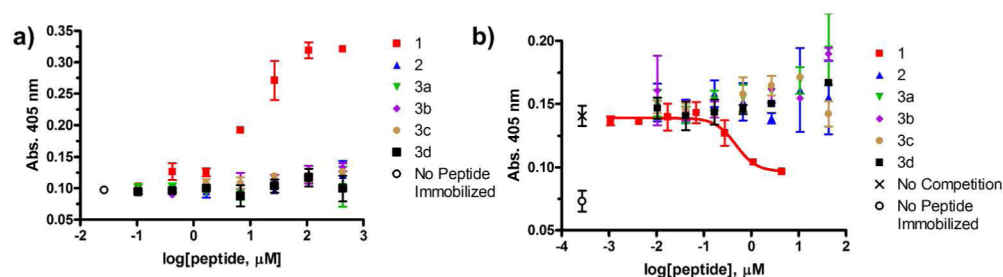 a)
Abs. 405 nm
0.35
0.30
0.25
0.20
0.15
0.10
0.05
-2
-1
0
1
2
3
log[peptide, μM]
1
2
3a
3b
3c
3d
No Peptide
Immobilized
b)
Abs. 405 nm
0.20
0.15
0.10
0.05
-4
-3
-2
-1
0
1
2
log[peptide], μM
1
2
3a
3b
3c
3d
No Competition
No Peptide
Immobilized